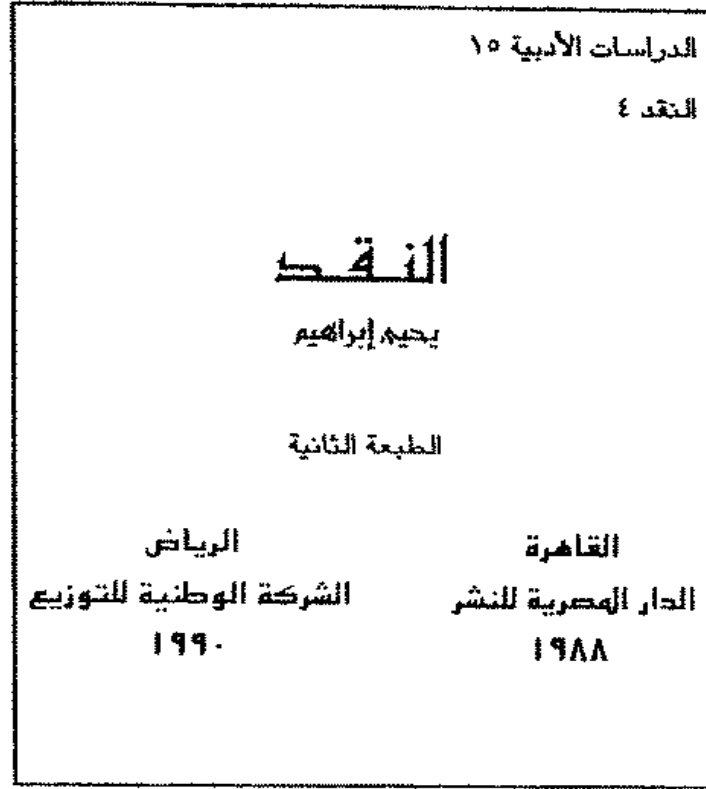 الدراسات الأدبية ١٥
النقد ٤
النقد
يحيى إبراهيم
الطبعة الثانية
القاهرة
الدار المصرية للنشر
١٩٨٨
الرياض
الشركة الوطنية للتوزيع
١٩٩٠